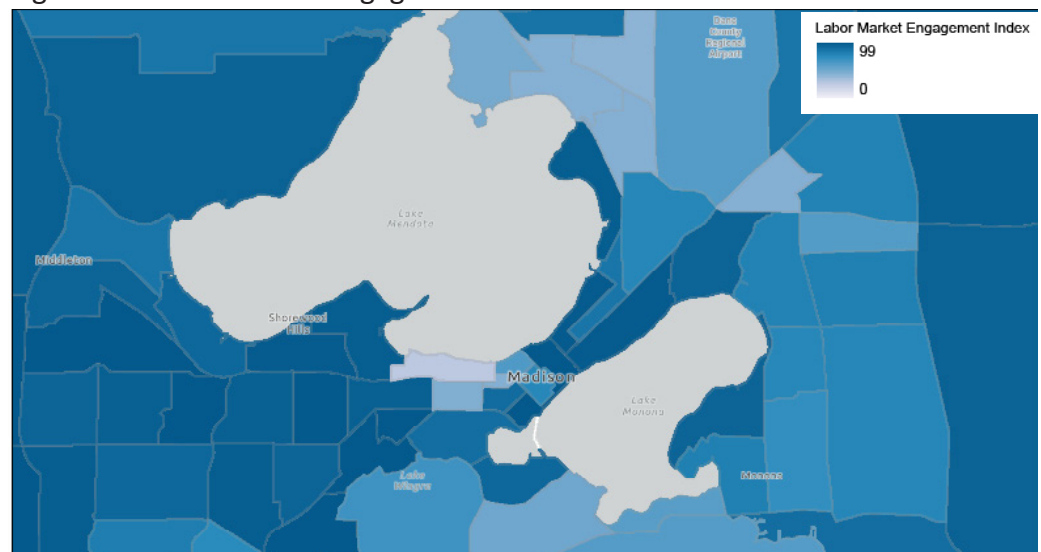 Labor Market Engagement Index
99
0
Dane
County
Regional
Airport
Lake
Mendota
Middleton
Shorewood
Hills
Madison
Lake
Monona
Lake
Wingra
Monona